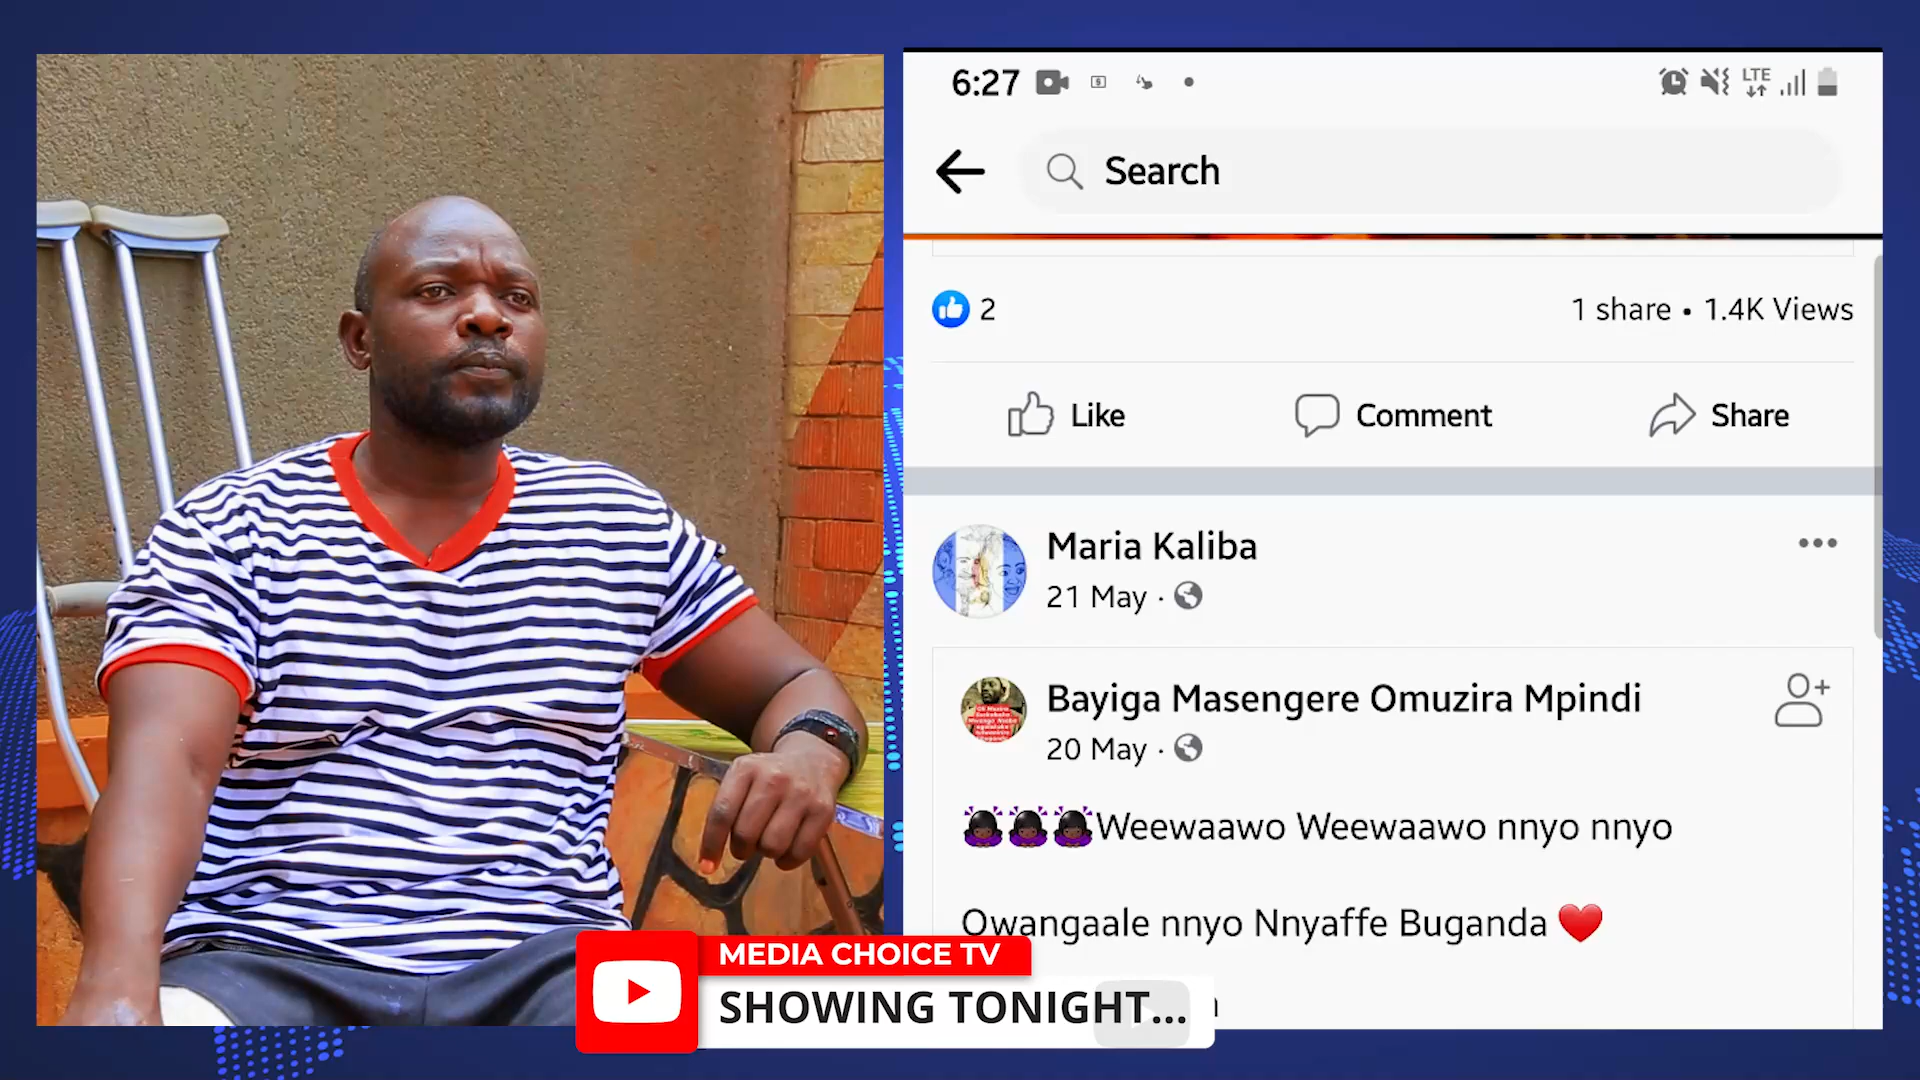 6:27
LTE
Search
2
1 share • 1.4K Views
Like
Comment
Share
Maria Kaliba
21 May ·
Bayiga Masengere Omuzira Mpindi
20 May ·
Weewaawo Weewaawo nnyo nnyo
Owangaale nnyo Nnyaffe Buganda
MEDIA CHOICE TV
SHOWING TONIGHT...